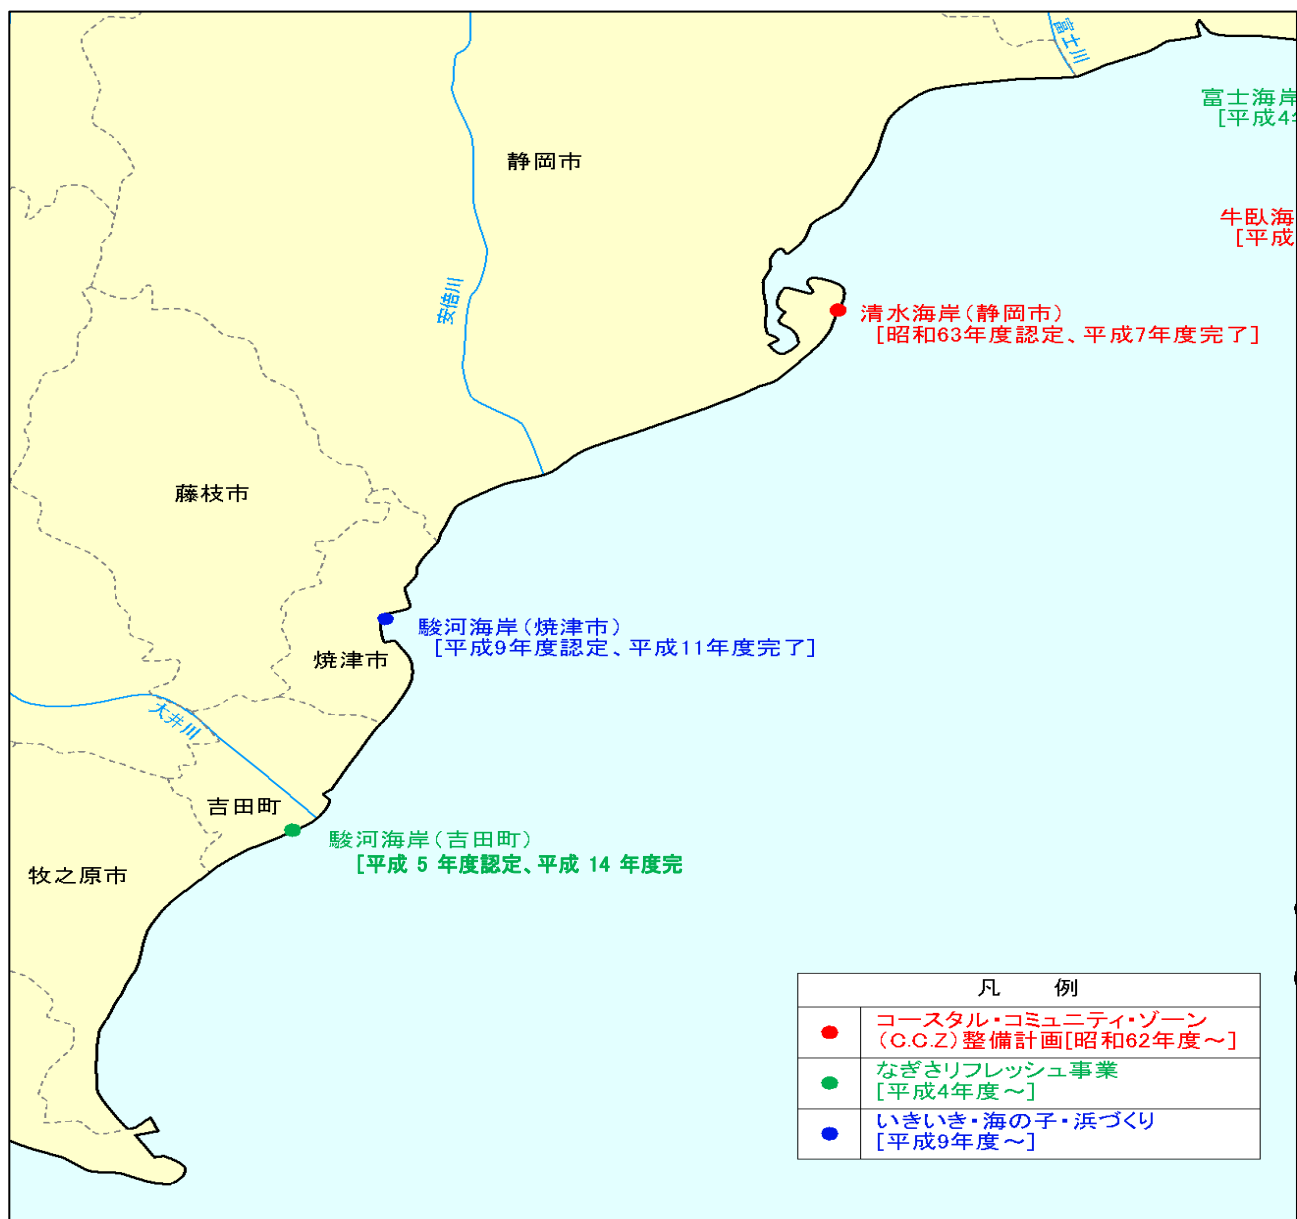 富士川
富士海岸
[平成4年
静岡市
牛臥海
[平成
安倍川
清水海岸(静岡市)
[昭和63年度認定、平成7年度完了]
藤枝市
駿河海岸(焼津市)
[平成9年度認定、平成11年度完了]
焼津市
大井川
吉田町
駿河海岸(吉田町)
[平成 5 年度認定、平成 14 年度完
牧之原市
凡 例
コースタル・コミュニティ・ゾーン
(C.C.Z)整備計画[昭和62年度～]
なぎさリフレッシュ事業
[平成4年度～]
いきいき・海の子・浜づくり
[平成9年度～]